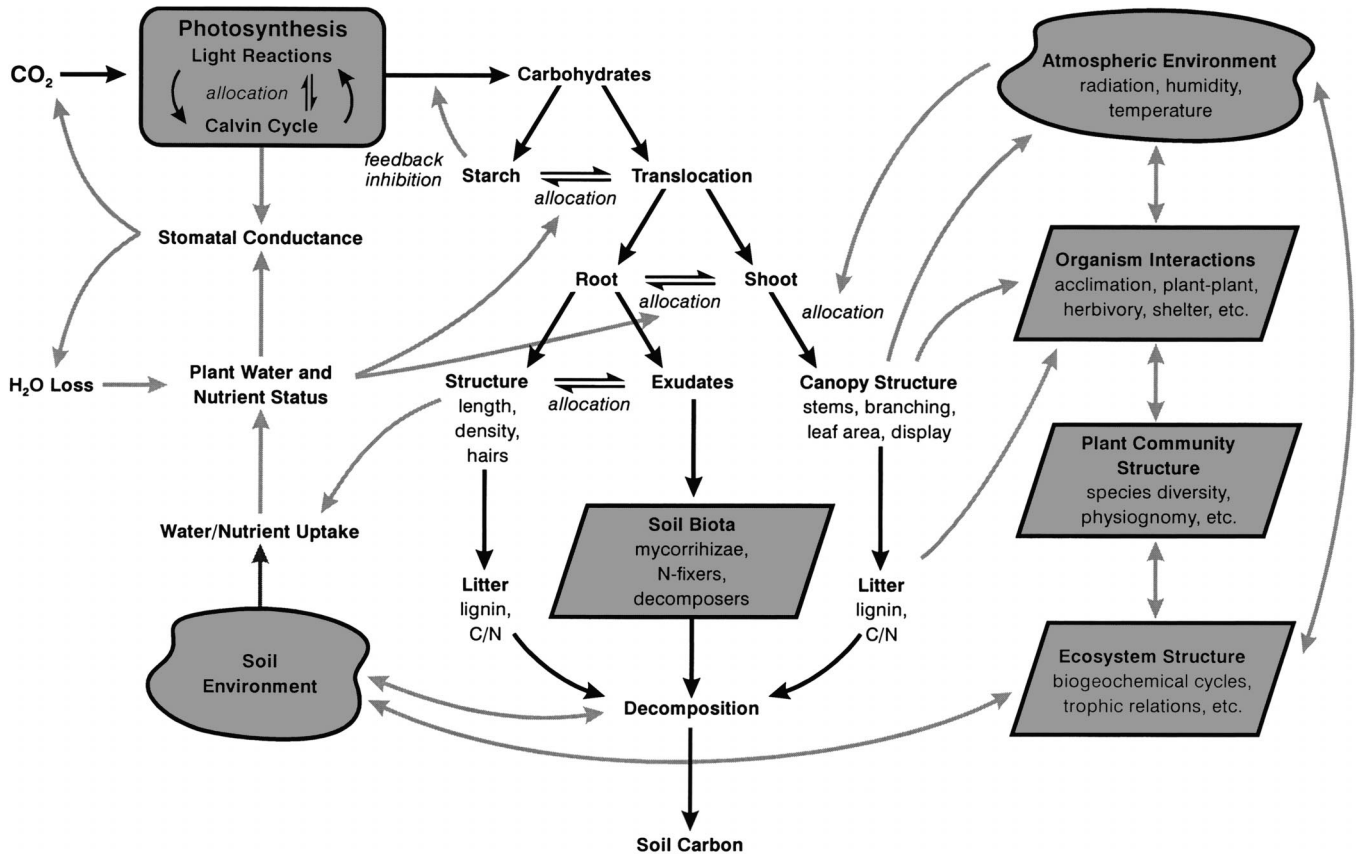 Photosynthesis
Light Reactions
allocation
Calvin Cycle
CO₂
Carbohydrates
feedback
inhibition
Starch
allocation
Translocation
Stomatal Conductance
Root
allocation
Shoot
allocation
H₂O Loss
Plant Water and
Nutrient Status
Structure
length,
density,
hairs
allocation
Exudates
Canopy Structure
stems, branching,
leaf area, display
Water/Nutrient Uptake
Soil Biota
mycorrihizae,
N-fixers,
decomposers
Litter
lignin,
C/N
Litter
lignin,
C/N
Soil
Environment
Decomposition
Soil Carbon
Atmospheric Environment
radiation, humidity,
temperature
Organism Interactions
acclimation, plant-plant,
herbivory, shelter, etc.
Plant Community
Structure
species diversity,
physiognomy, etc.
Ecosystem Structure
biogeochemical cycles,
trophic relations, etc.